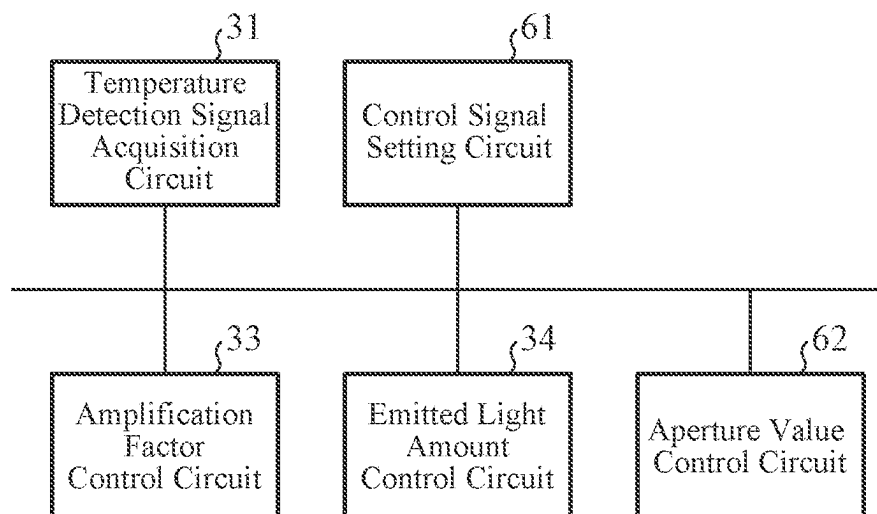 31
Temperature
Detection Signal
Acquisition
Circuit
61
Control Signal
Setting Circuit
33
Amplification
Factor
Control Circuit
34
Emitted Light
Amount
Control Circuit
62
Aperture Value
Control Circuit